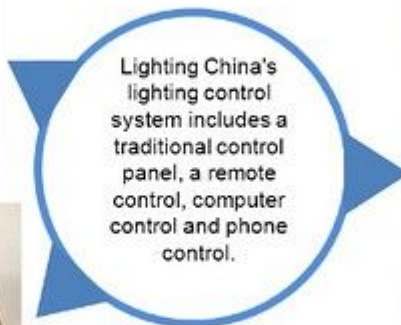 Lighting China's
lighting control
system includes a
traditional control
panel, a remote
control, computer
control and phone
control.